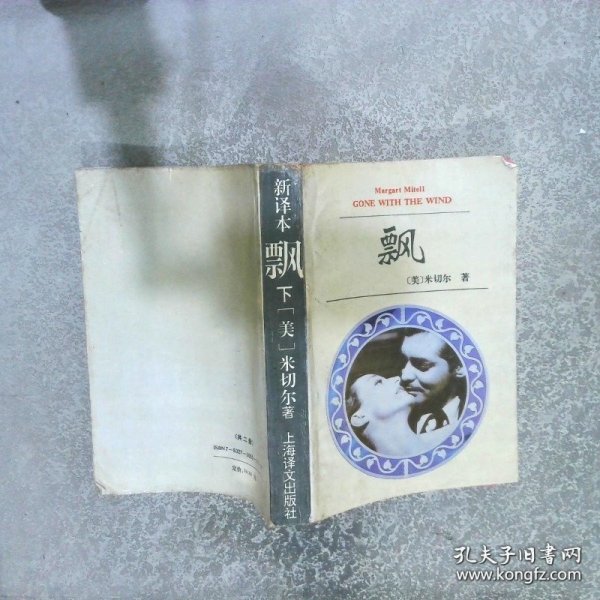 Margart Mitell
GONE WITH THE WIND
飘
〔美〕米切尔 著
新译本
飘
下
〔美〕米切尔著
上海译文出版社
孔夫子旧书网
www.kongfz.com